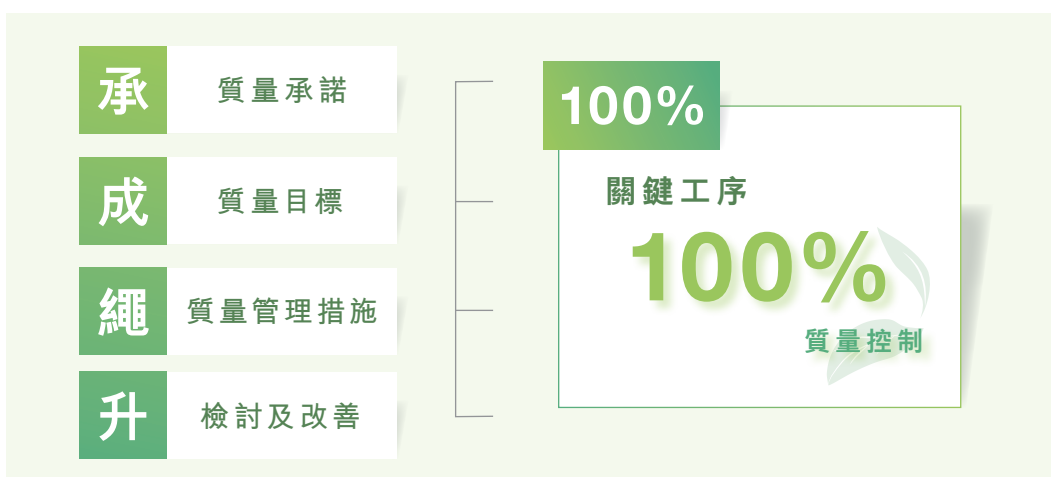 承
質量承諾
成
質量目標
繩
質量管理措施
升
檢討及改善
100%
關鍵工序
100%
質量控制